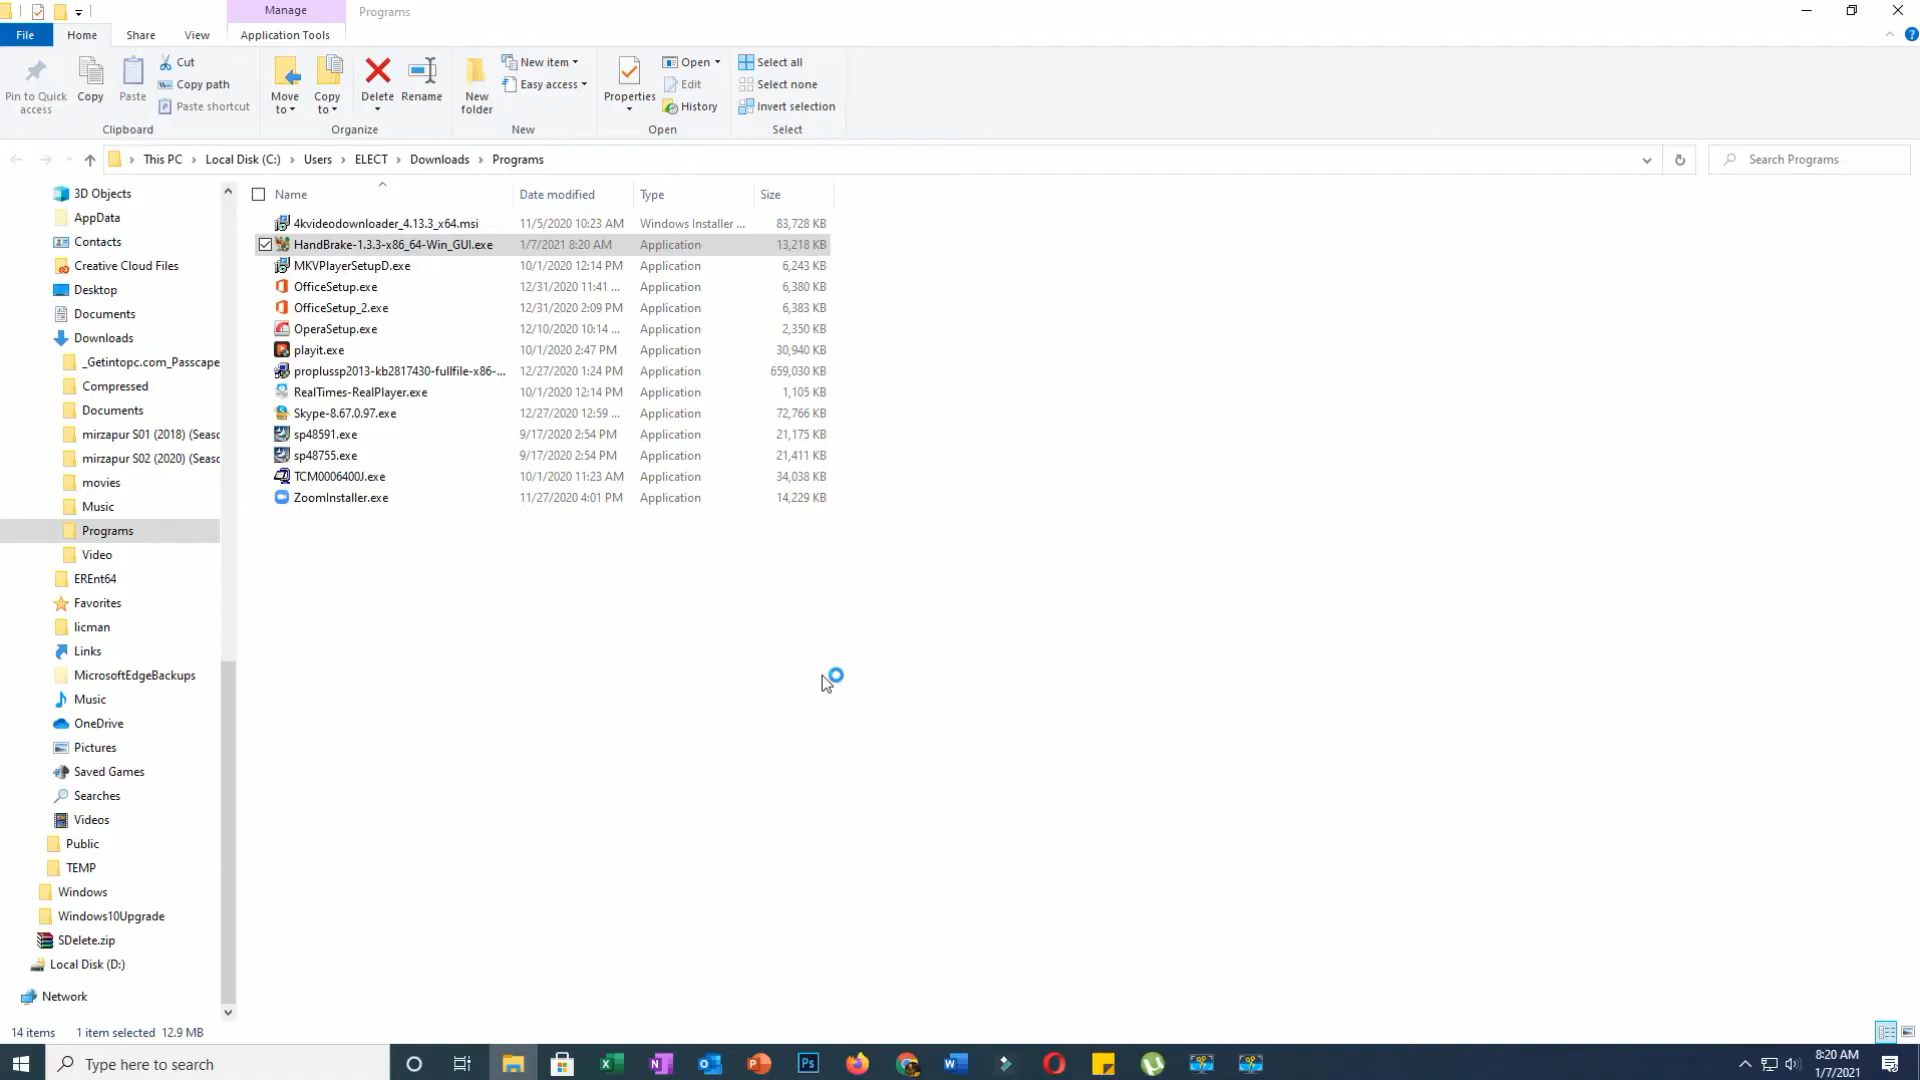 Manage
Programs
File
Home
Share
View
Application Tools
Pin to Quick access
Copy
Paste
Cut
Copy path
Paste shortcut
Clipboard
Move to
Copy to
Delete
Rename
Organize
New folder
New item
Easy access
New
Properties
Open
Edit
History
Open
Select all
Select none
Invert selection
Select
This PC > Local Disk (C:) > Users > ELECT > Downloads > Programs
Search Programs
3D Objects
AppData
Contacts
Creative Cloud Files
Desktop
Documents
Downloads
_Getintopc.com_Passcape
Compressed
Documents
mirzapur S01 (2018) (Seasc
mirzapur S02 (2020) (Seasc
movies
Music
Programs
Video
EREnt64
Favorites
licman
Links
MicrosoftEdgeBackups
Music
OneDrive
Pictures
Saved Games
Searches
Videos
Public
TEMP
Windows
Windows10Upgrade
SDelete.zip
Local Disk (D:)
Network
Name Date modified Type Size
4kvideodownloader_4.13.3_x64.msi 11/5/2020 10:23 AM Windows Installer ... 83,728 KB
HandBrake-1.3.3-x86_64-Win_GUI.exe 1/7/2021 8:20 AM Application 13,218 KB
MKVPlayerSetupD.exe 10/1/2020 12:14 PM Application 6,243 KB
OfficeSetup.exe 12/31/2020 11:41 ... Application 6,380 KB
OfficeSetup_2.exe 12/31/2020 2:09 PM Application 6,383 KB
OperaSetup.exe 12/10/2020 10:14 ... Application 2,350 KB
playit.exe 10/1/2020 2:47 PM Application 30,940 KB
proplussp2013-kb2817430-fullfile-x86-... 12/27/2020 1:24 PM Application 659,030 KB
RealTimes-RealPlayer.exe 10/1/2020 12:14 PM Application 1,105 KB
Skype-8.67.0.97.exe 12/27/2020 12:59 ... Application 72,766 KB
sp48591.exe 9/17/2020 2:54 PM Application 21,175 KB
sp48755.exe 9/17/2020 2:54 PM Application 21,411 KB
TCM0006400J.exe 10/1/2020 11:23 AM Application 34,038 KB
ZoomInstaller.exe 11/27/2020 4:01 PM Application 14,229 KB
14 items 1 item selected 12.9 MB
Type here to search
8:20 AM
1/7/2021